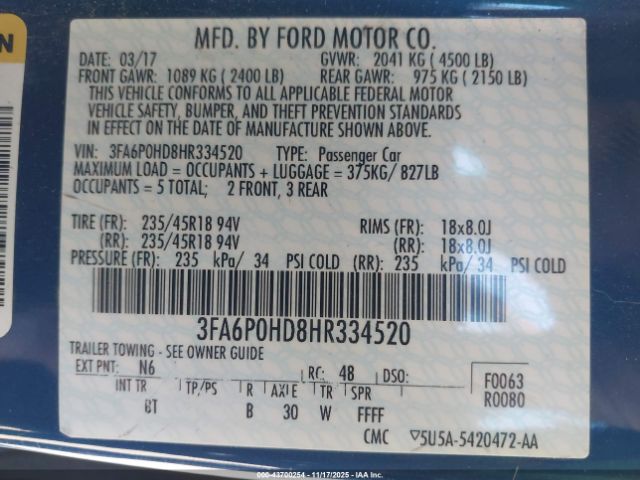 N
MFD. BY FORD MOTOR CO.
DATE: 03/17 GVWR: 2041 KG ( 4500 LB)
FRONT GAWR: 1089 KG ( 2400 LB) REAR GAWR: 975 KG ( 2150 LB)
THIS VEHICLE CONFORMS TO ALL APPLICABLE FEDERAL MOTOR
VEHICLE SAFETY, BUMPER, AND THEFT PREVENTION STANDARDS
IN EFFECT ON THE DATE OF MANUFACTURE SHOWN ABOVE.
VIN: 3FA6P0HD8HR334520 TYPE: Passenger Car
MAXIMUM LOAD = OCCUPANTS + LUGGAGE = 375KG/ 827LB
OCCUPANTS = 5 TOTAL; 2 FRONT, 3 REAR
TIRE (FR): 235/45R18 94V RIMS (FR): 18x8.0J
(RR): 235/45R18 94V (RR): 18x8.0J
PRESSURE (FR): 235 kPa/ 34 PSI COLD (RR): 235 kPa/ 34 PSI COLD
3FA6P0HD8HR334520
TRAILER TOWING - SEE OWNER GUIDE
EXT PNT: N6 RC: 48 DSO: F0063
INT TR TP/PS R AXLE TR SPR R0080
BT B 30 W FFFF
CMC ▽5U5A-5420472-AA
000-43700254 - 11/17/2025 - IAA Inc.